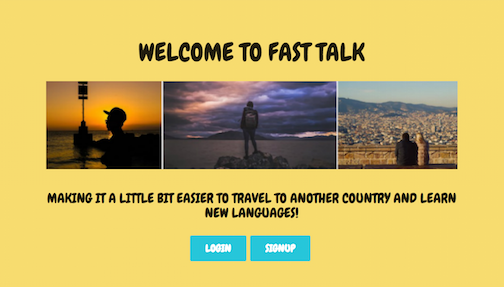 WELCOME TO FAST TALK
MAKING IT A LITTLE BIT EASIER TO TRAVEL TO ANOTHER COUNTRY AND LEARN
NEW LANGUAGES!
LOGIN
SIGNUP